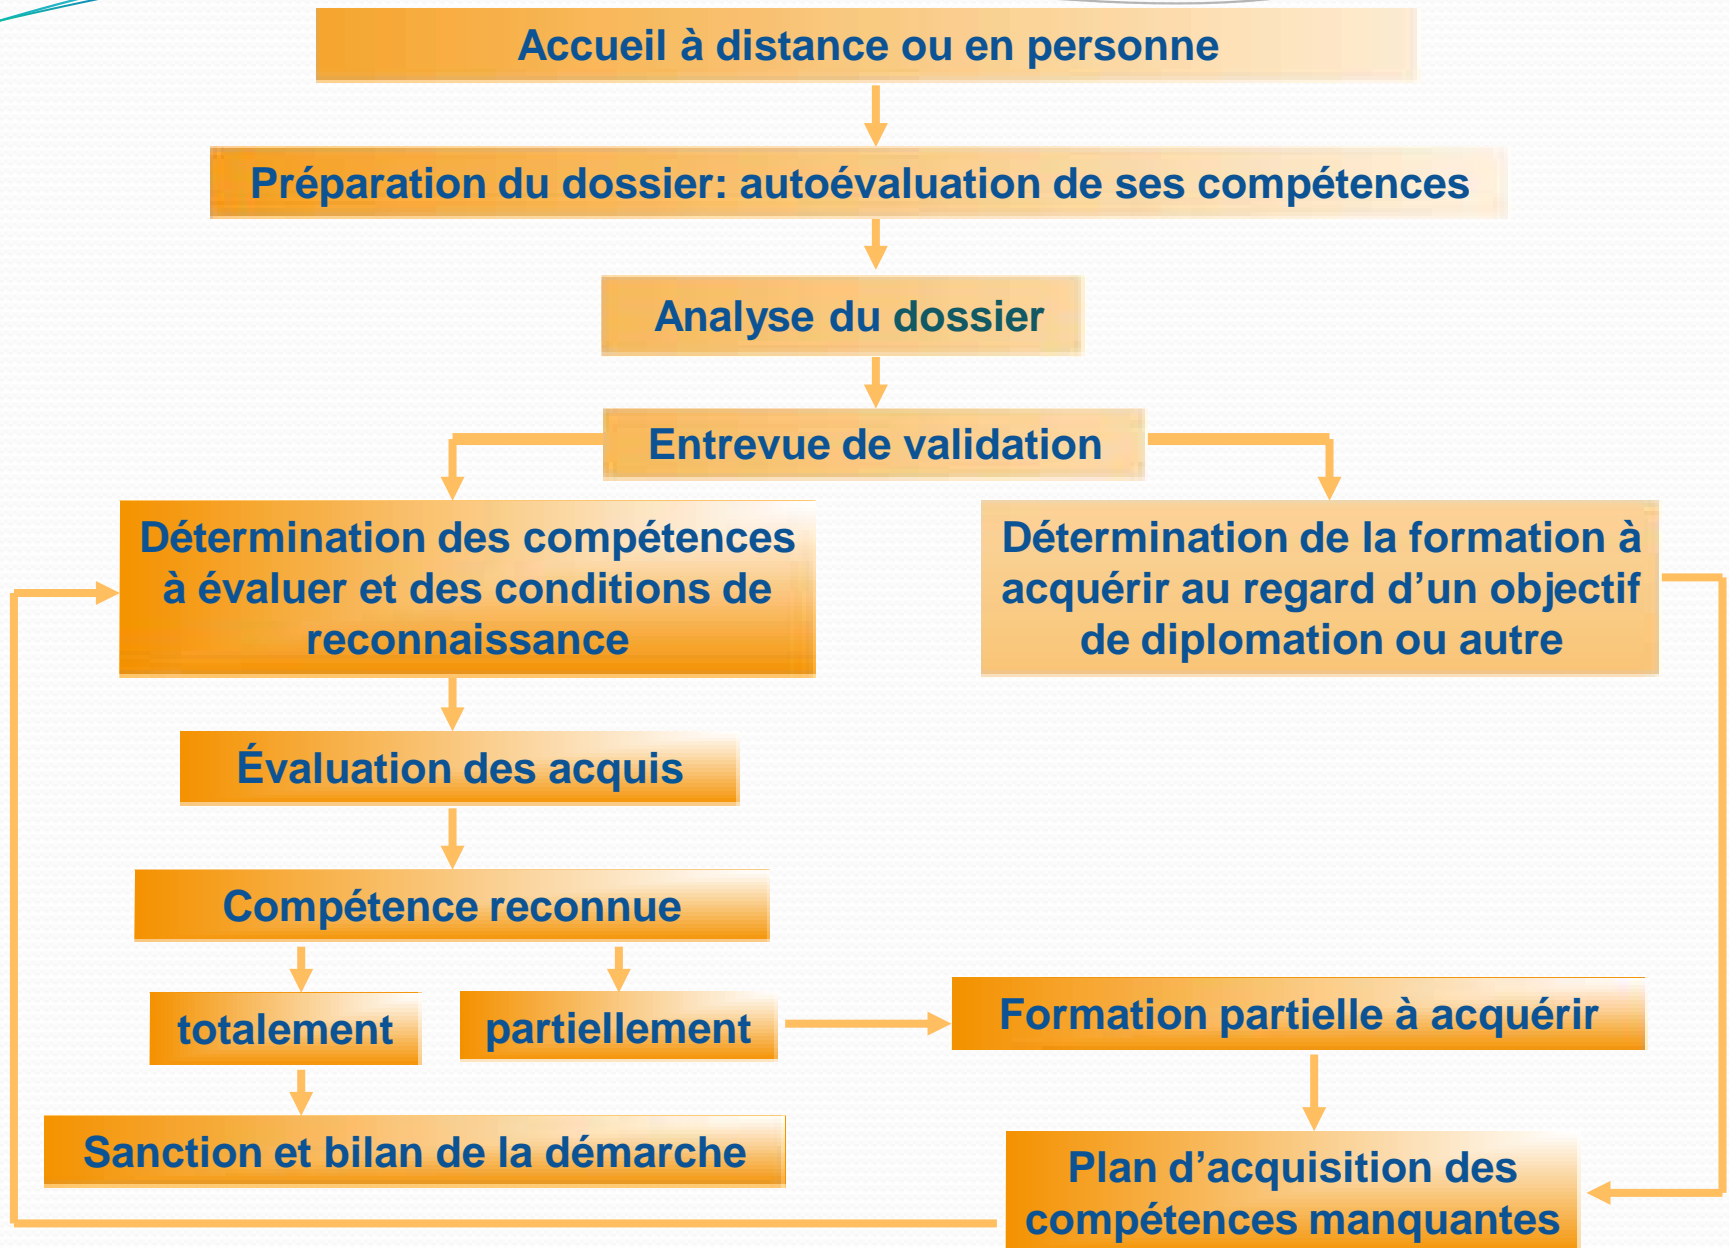 Accueil à distance ou en personne
Préparation du dossier: autoévaluation de ses compétences
Analyse du dossier
Entrevue de validation
Détermination des compétences
à évaluer et des conditions de
reconnaissance
Détermination de la formation à
acquérir au regard d’un objectif
de diplomation ou autre
Évaluation des acquis
Compétence reconnue
totalement
partiellement
Formation partielle à acquérir
Sanction et bilan de la démarche
Plan d’acquisition des
compétences manquantes